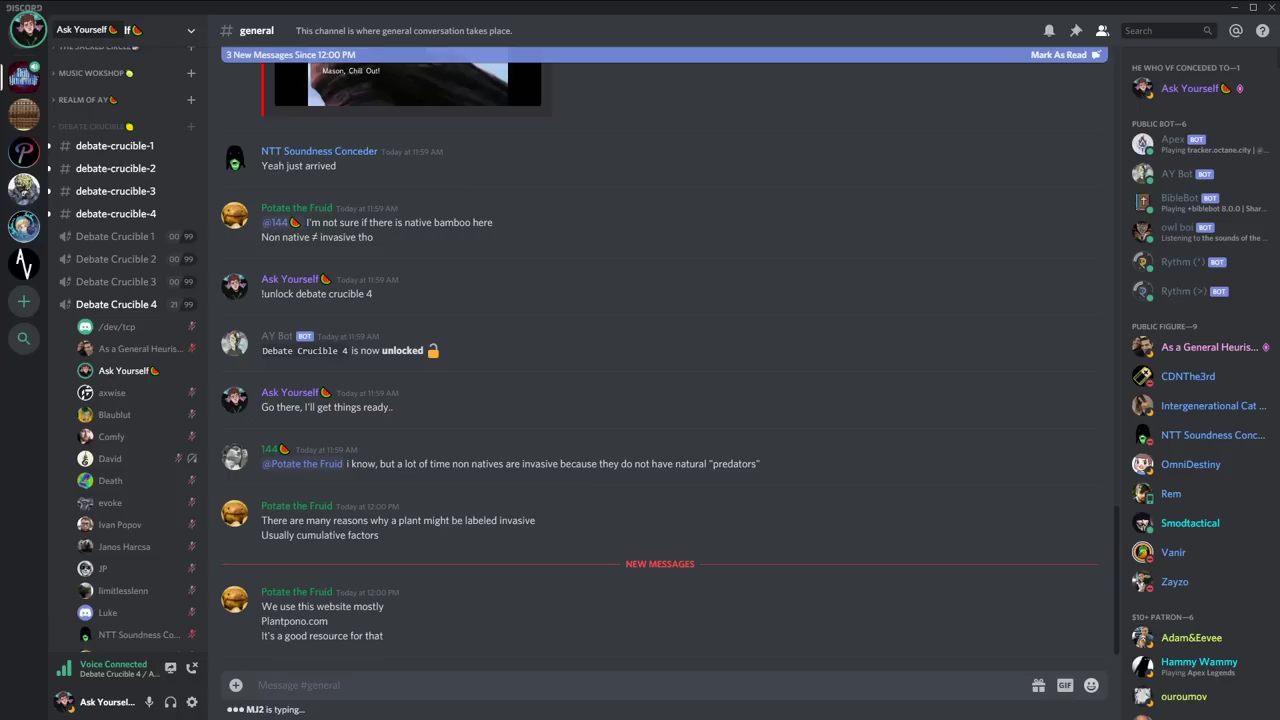 DISCORD
Ask Yourself🍉 If🍉
THE SACRED CIRCLE
MUSIC WOKSHOP🍋
REALM OF AY🍉
DEBATE CRUCIBLE🍋
debate-crucible-1
debate-crucible-2
debate-crucible-3
debate-crucible-4
Debate Crucible 1 00 99
Debate Crucible 2 00 99
Debate Crucible 3 00 99
Debate Crucible 4 21 99
/dev/tcp
As a General Heuris...
Ask Yourself🍉
axwise
Blaublut
Comfy
David
Death
evoke
Ivan Popov
Janos Harcsa
JP
limitlesslenn
Luke
NTT Soundness Co...
Voice Connected
Debate Crucible 4 / A...
Ask Yoursel...
# general This channel is where general conversation takes place.
Search
3 New Messages Since 12:00 PM Mark As Read
Mason, Chill Out!
NTT Soundness Conceder Today at 11:59 AM
Yeah just arrived
Potate the Fruid Today at 11:59 AM
@144🍉 I'm not sure if there is native bamboo here
Non native ≠ invasive tho
Ask Yourself🍉 Today at 11:59 AM
!unlock debate crucible 4
AY Bot BOT Today at 11:59 AM
Debate Crucible 4 is now unlocked 🔓
Ask Yourself🍉 Today at 11:59 AM
Go there, I'll get things ready..
144🍉 Today at 11:59 AM
@Potate the Fruid i know, but a lot of time non natives are invasive because they do not have natural "predators"
Potate the Fruid Today at 12:00 PM
There are many reasons why a plant might be labeled invasive
Usually cumulative factors
NEW MESSAGES
Potate the Fruid Today at 12:00 PM
We use this website mostly
Plantpono.com
It's a good resource for that
Message #general
GIF
MJ2 is typing...
HE WHO VF CONCEDED TO—1
Ask Yourself🍉
PUBLIC BOT—6
Apex BOT
Playing tracker.octane.city | @...
AY Bot BOT
BibleBot BOT
Playing +biblebot 8.0.0 | Shar...
owl boi BOT
Listening to the sounds of the ...
Rythm (') BOT
Rythm (>) BOT
PUBLIC FIGURE—9
As a General Heuris...
CDNThe3rd
Intergenerational Cat ...
NTT Soundness Conc...
OmniDestiny
Rem
Smodtactical
Vanir
Zayzo
$10+ PATRON—6
Adam&Eevee
Hammy Wammy
Playing Apex Legends
ouroumov